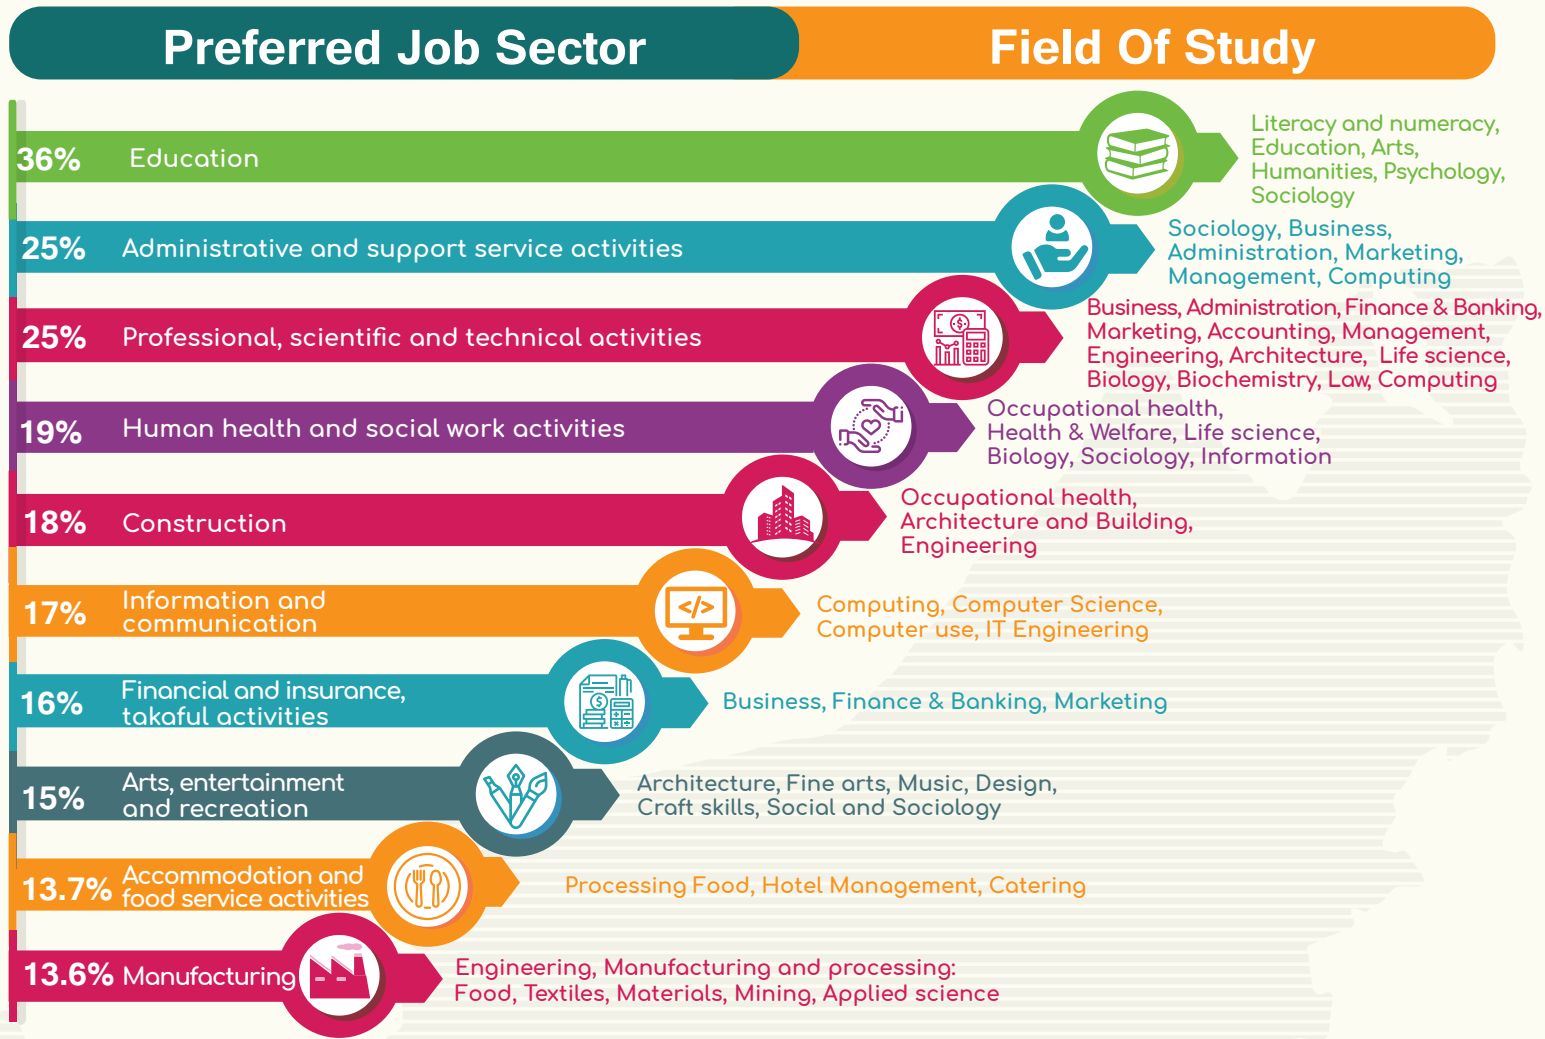 Preferred Job Sector
Field Of Study
36%
Education
Literacy and numeracy,
Education, Arts,
Humanities, Psychology,
Sociology
25%
Administrative and support service activities
Sociology, Business,
Administration, Marketing,
Management, Computing
25%
Professional, scientific and technical activities
Business, Administration, Finance & Banking,
Marketing, Accounting, Management,
Engineering, Architecture, Life science,
Biology, Biochemistry, Law, Computing
19%
Human health and social work activities
Occupational health,
Health & Welfare, Life science,
Biology, Sociology, Information
18%
Construction
Occupational health,
Architecture and Building,
Engineering
17%
Information and
communication
Computing, Computer Science,
Computer use, IT Engineering
16%
Financial and insurance,
takaful activities
Business, Finance & Banking, Marketing
15%
Arts, entertainment
and recreation
Architecture, Fine arts, Music, Design,
Craft skills, Social and Sociology
13.7%
Accommodation and
food service activities
Processing Food, Hotel Management, Catering
13.6%
Manufacturing
Engineering, Manufacturing and processing:
Food, Textiles, Materials, Mining, Applied science